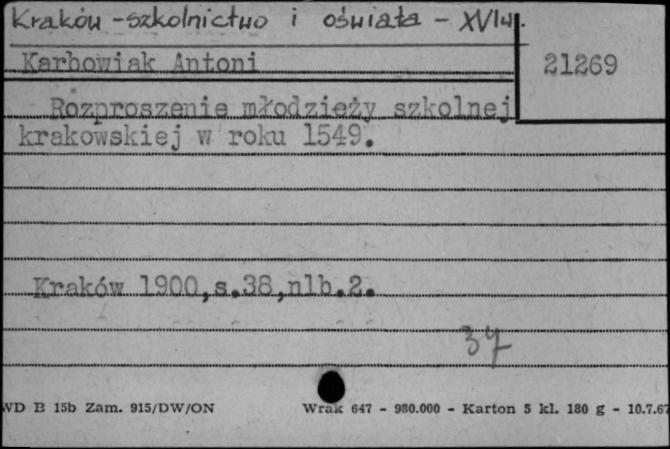 Kraków - szkolnictwo i oświata - XVIw.
Karbowiak Antoni
21269
Rozproszenie młodzieży szkolnej
krakowskiej w roku 1549.
Kraków 1900,s.38,nlb.2.
37
WD B 15b Zam. 915/DW/ON
Wrak 647 - 980.000 - Karton 5 kl. 180 g - 10.7.67